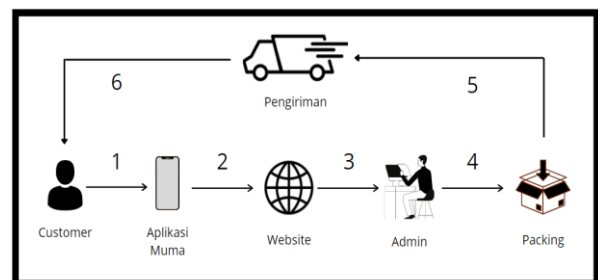 6
5
Pengiriman
1
2
3
4
Customer
Aplikasi
Muma
Website
Admin
Packing